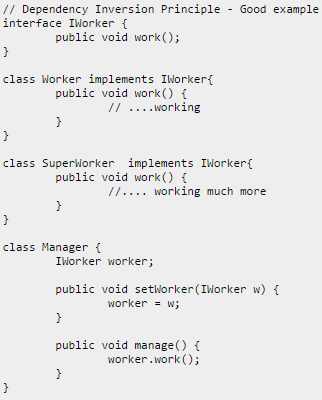 // Dependency Inversion Principle - Good example
interface IWorker {
        public void work();
}

class Worker implements IWorker{
        public void work() {
                // ....working
        }
}

class SuperWorker  implements IWorker{
        public void work() {
                //.... working much more
        }
}

class Manager {
        IWorker worker;

        public void setWorker(IWorker w) {
                worker = w;
        }

        public void manage() {
                worker.work();
        }
}